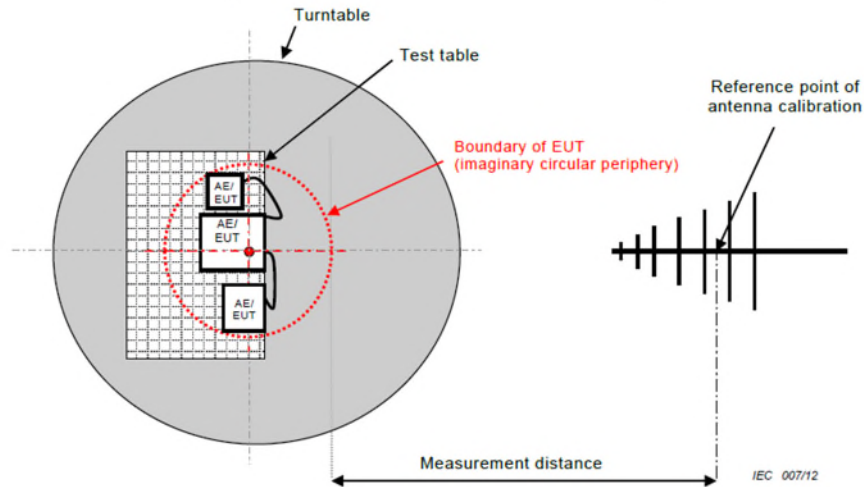 Turntable
Test table
Reference point of
antenna calibration
Boundary of EUT
(imaginary circular periphery)
AE/
EUT
AE/
EUT
AE/
EUT
Measurement distance
IEC 007/12